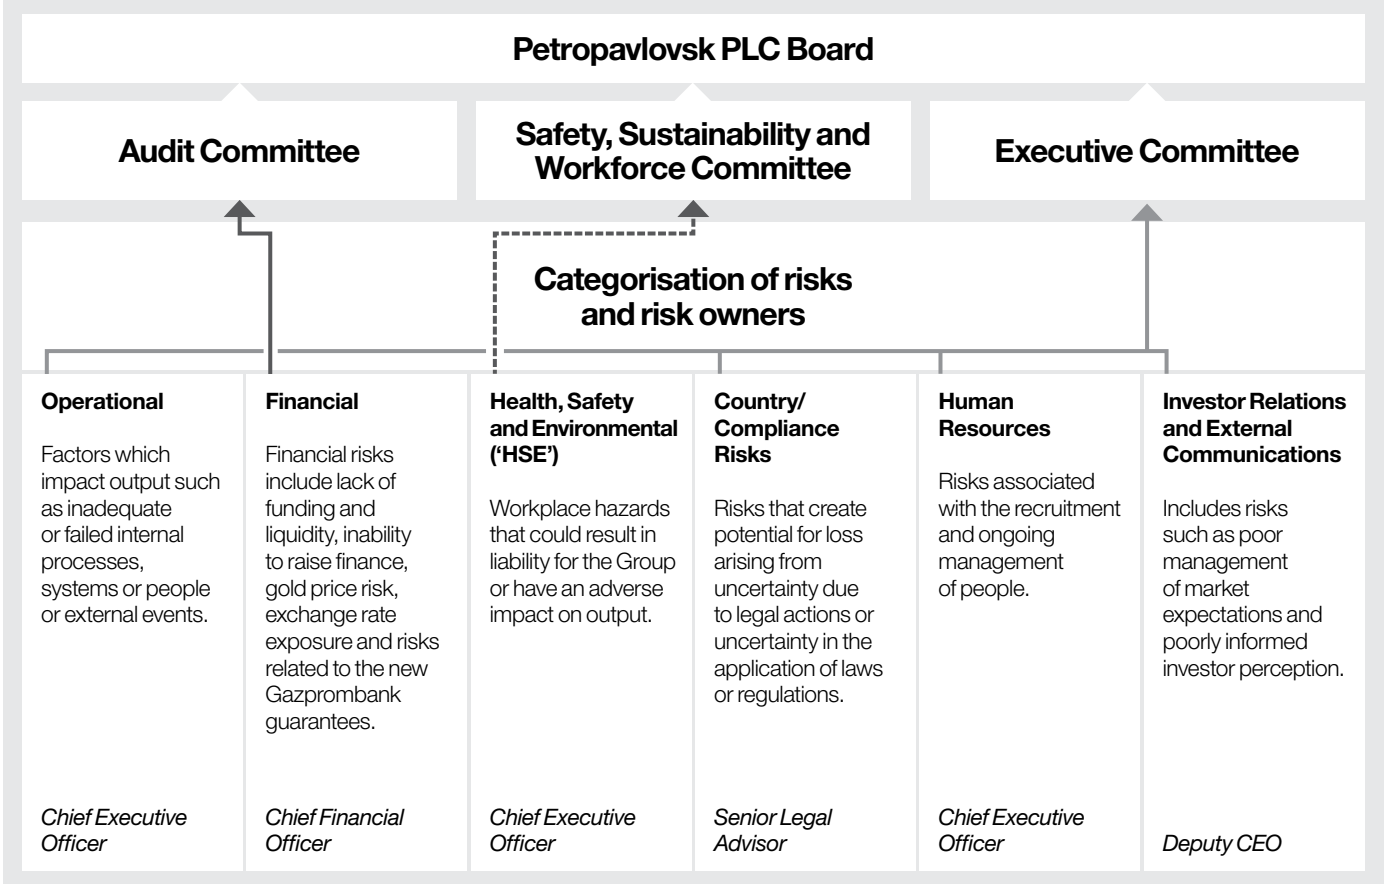 Petropavlovsk PLC Board
Audit Committee
Safety, Sustainability and
Workforce Committee
Executive Committee
Categorisation of risks
and risk owners
Operational
Factors which
impact output such
as inadequate
or failed internal
processes,
systems or people
or external events.
Chief Executive
Officer
Financial
Financial risks
include lack of
funding and
liquidity, inability
to raise finance,
gold price risk,
exchange rate
exposure and risks
related to the new
Gazprombank
guarantees.
Chief Financial
Officer
Health, Safety
and Environmental
(‘HSE’)
Workplace hazards
that could result in
liability for the Group
or have an adverse
impact on output.
Chief Executive
Officer
Country/
Compliance
Risks
Risks that create
potential for loss
arising from
uncertainty due
to legal actions or
uncertainty in the
application of laws
or regulations.
Senior Legal
Advisor
Human
Resources
Risks associated
with the recruitment
and ongoing
management
of people.
Chief Executive
Officer
Investor Relations
and External
Communications
Includes risks
such as poor
management
of market
expectations and
poorly informed
investor perception.
Deputy CEO